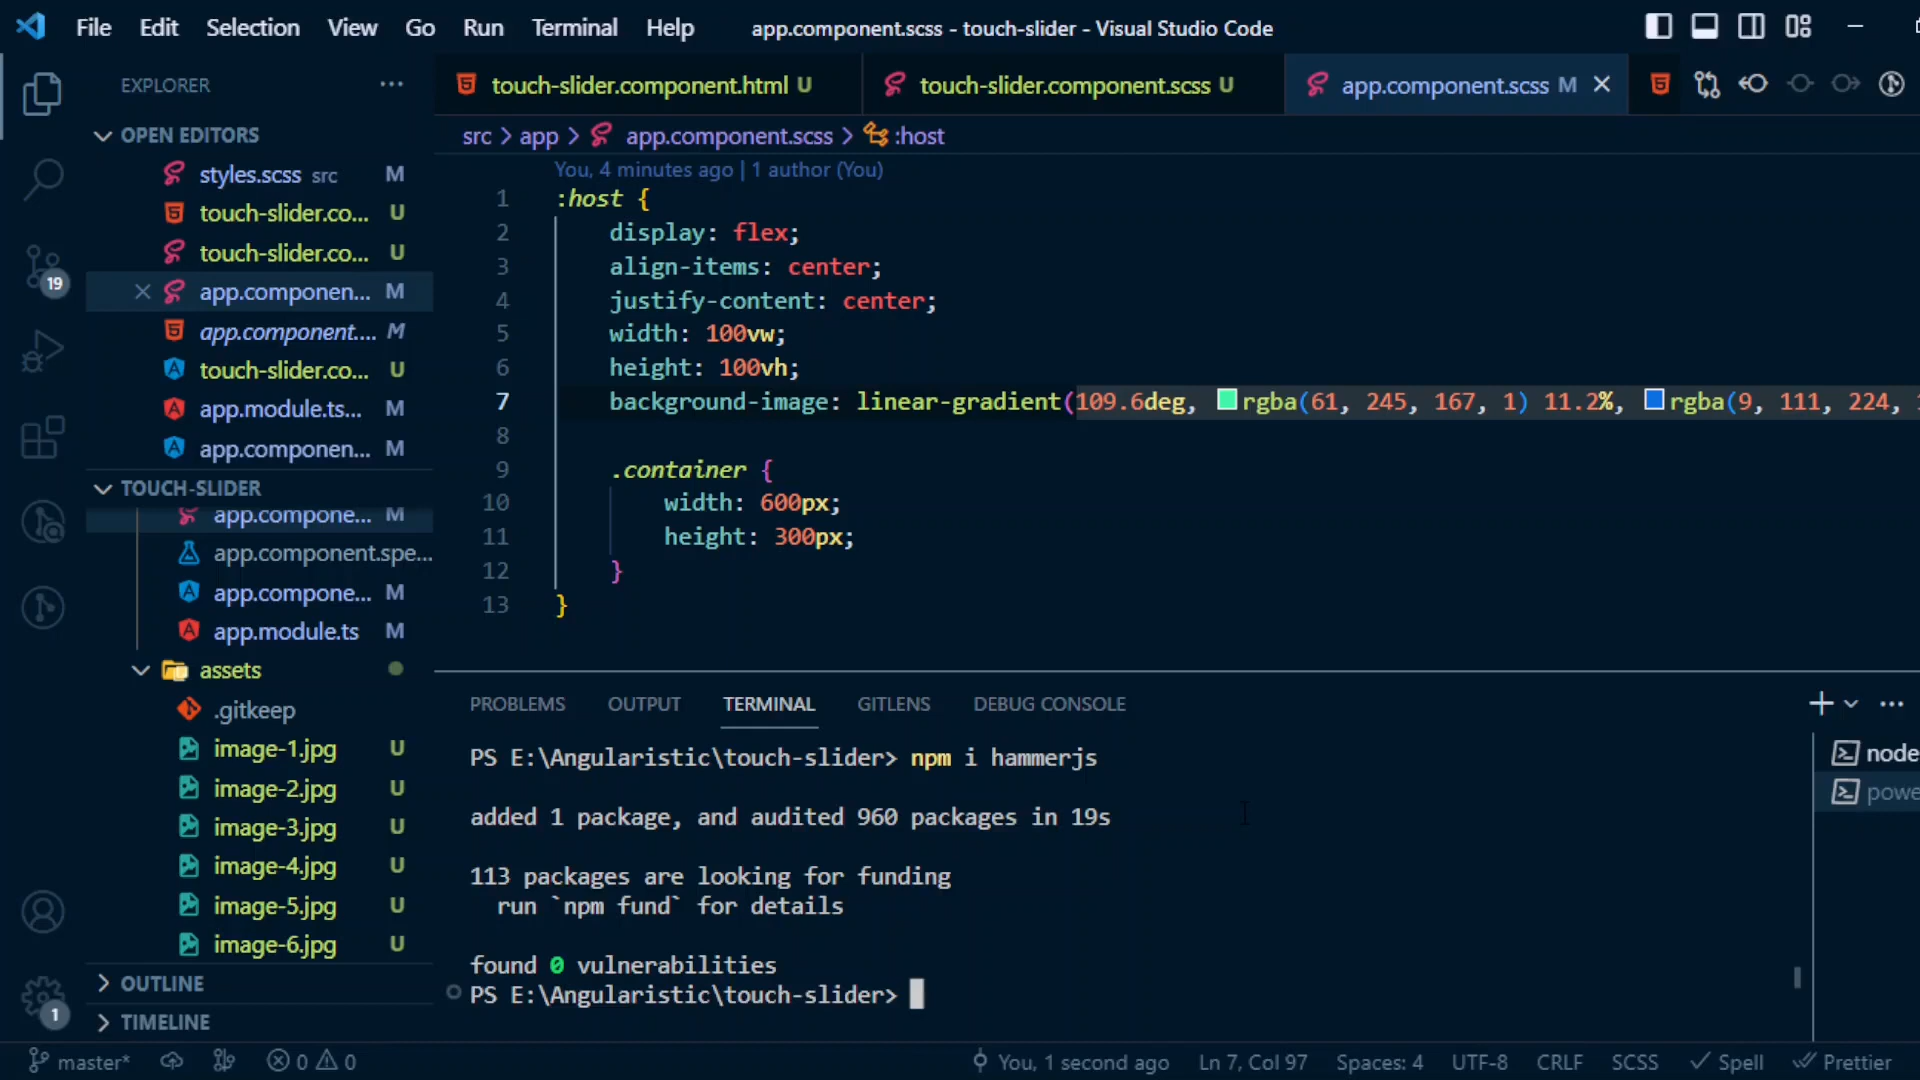 File Edit Selection View Go Run Terminal Help app.component.scss - touch-slider - Visual Studio Code
EXPLORER
touch-slider.component.html U touch-slider.component.scss U app.component.scss M
OPEN EDITORS
src > app > app.component.scss > :host
styles.scss src M
touch-slider.co... U
touch-slider.co... U
app.componen... M
app.component.... M
touch-slider.co... U
app.module.ts... M
app.componen... M
TOUCH-SLIDER
app.compone... M
app.component.spe...
app.compone... M
app.module.ts M
assets
.gitkeep
image-1.jpg U
image-2.jpg U
image-3.jpg U
image-4.jpg U
image-5.jpg U
image-6.jpg U
OUTLINE
TIMELINE
19
1
You, 4 minutes ago | 1 author (You)
1 :host {
2 display: flex;
3 align-items: center;
4 justify-content: center;
5 width: 100vw;
6 height: 100vh;
7 background-image: linear-gradient(109.6deg, rgba(61, 245, 167, 1) 11.2%, rgba(9, 111, 224,
8
9 .container {
10 width: 600px;
11 height: 300px;
12 }
13 }
PROBLEMS OUTPUT TERMINAL GITLENS DEBUG CONSOLE
PS E:\Angularistic\touch-slider> npm i hammerjs
added 1 package, and audited 960 packages in 19s
113 packages are looking for funding
run `npm fund` for details
found 0 vulnerabilities
PS E:\Angularistic\touch-slider>
node
powe
master* 0 0 You, 1 second ago Ln 7, Col 97 Spaces: 4 UTF-8 CRLF SCSS Spell Prettier